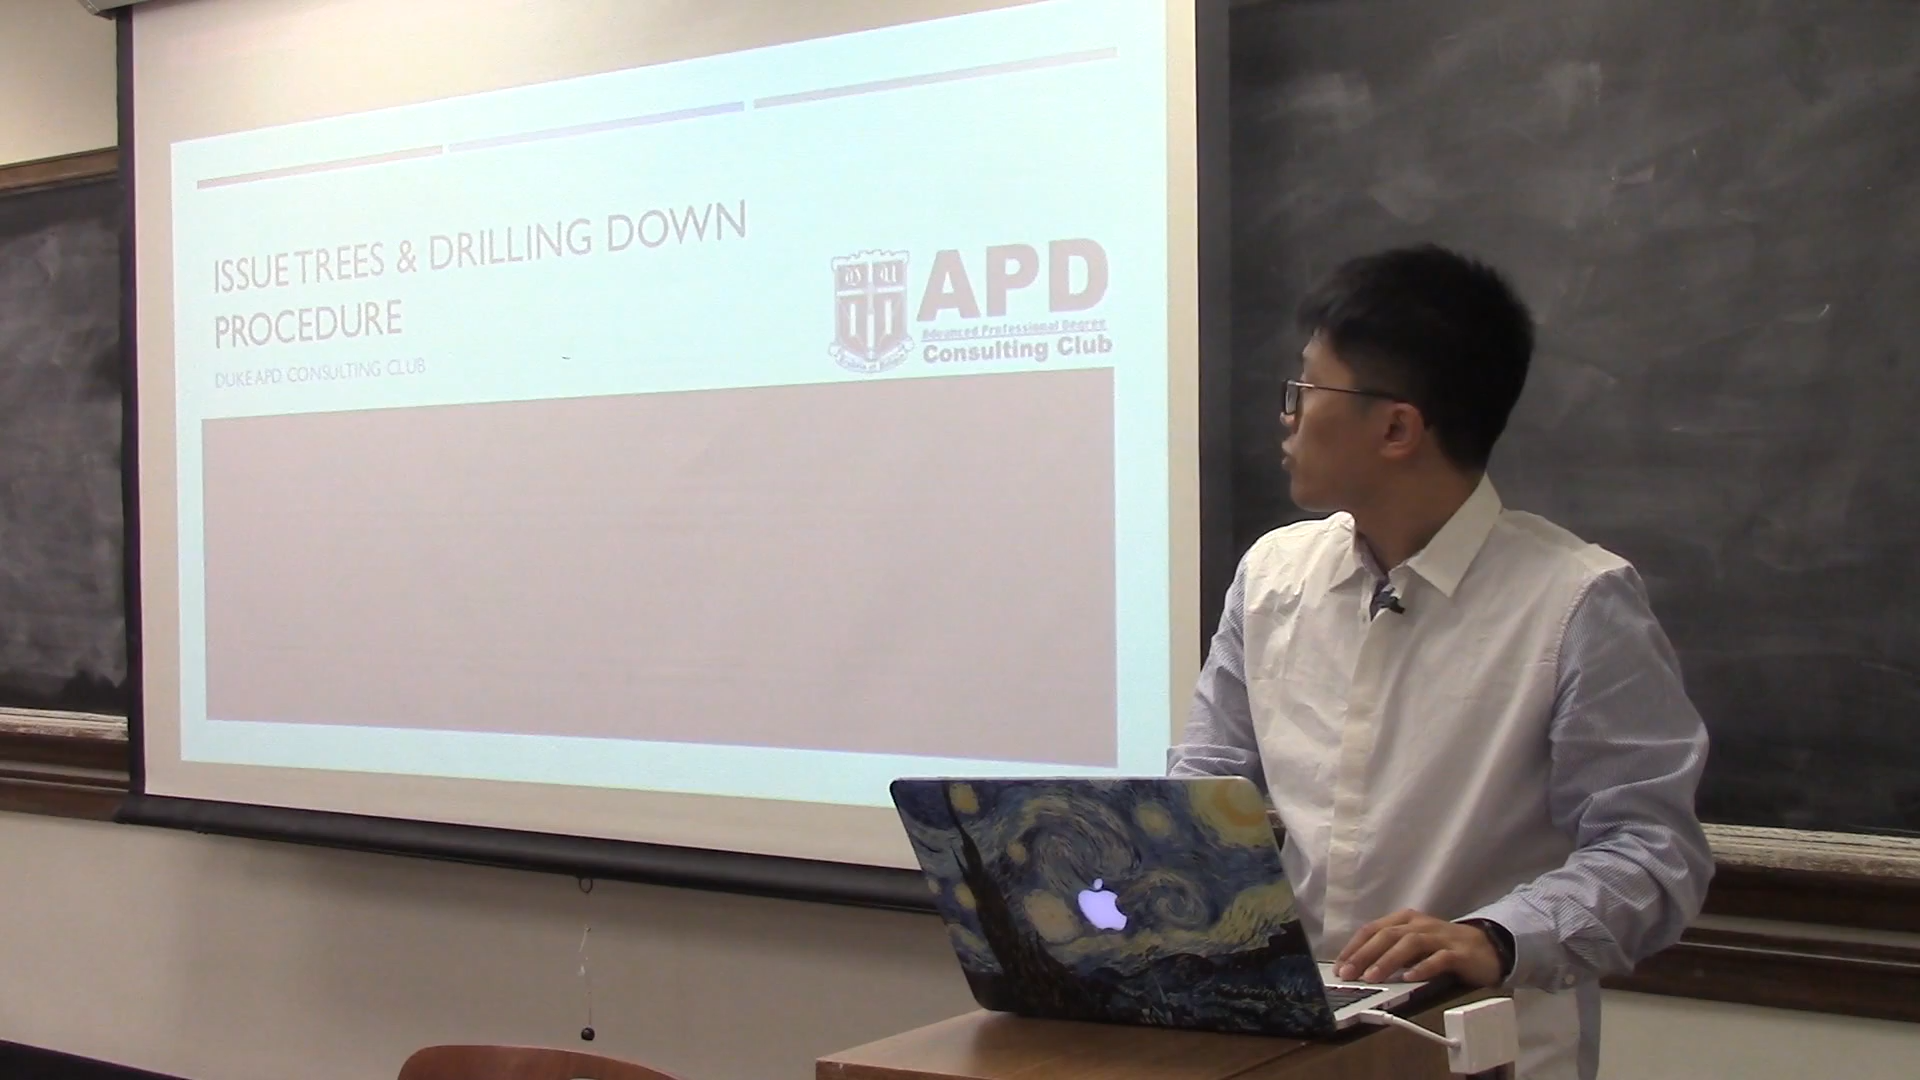 ISSUE TREES & DRILLING DOWN
PROCEDURE
DUKE APD CONSULTING CLUB
APD
Advanced Professional Degree
Consulting Club